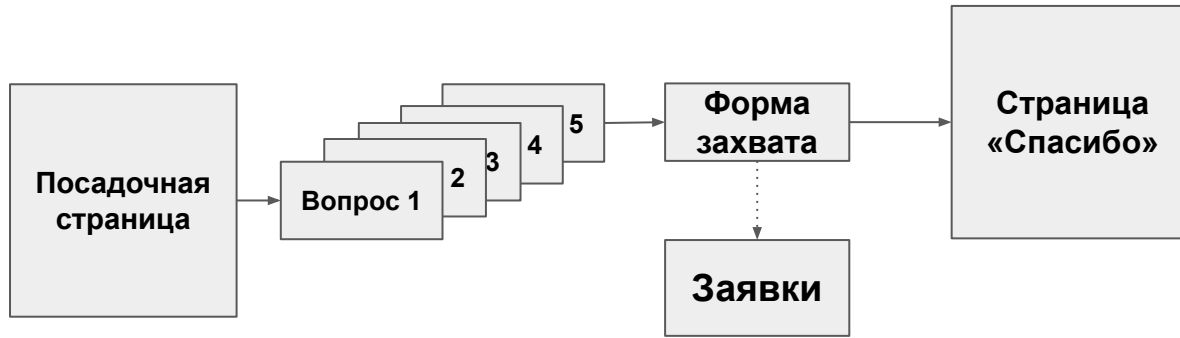 Посадочная
страница
Вопрос 1
2
3
4
5
Форма
захвата
Заявки
Страница
«Спасибо»